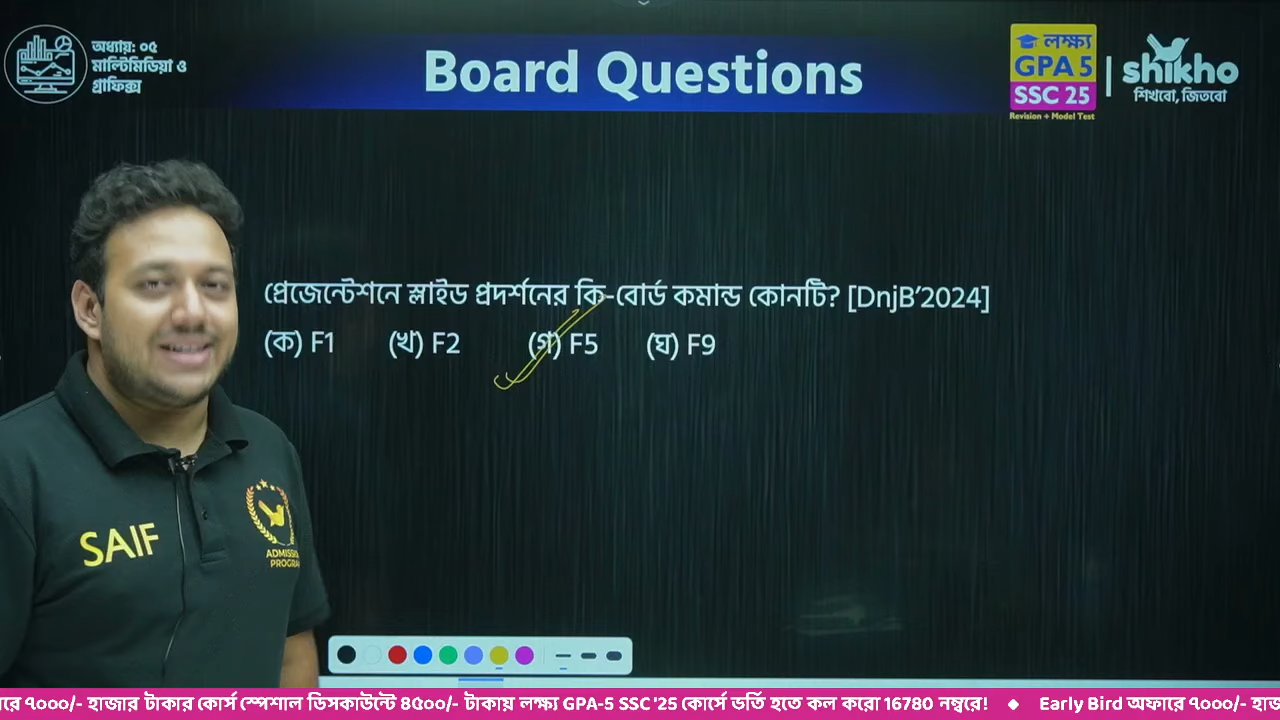 অধ্যায়: ০৫
মাল্টিমিডিয়া ও
গ্রাফিক্স
Board Questions
লক্ষ্য
GPA 5
SSC 25
Revision + Model Test
shikho
শিখবো, জিতবো
প্রেজেন্টেশনে স্লাইড প্রদর্শনের কি-বোর্ড কমান্ড কোনটি? [DnjB’2024]
(ক) F1 (খ) F2 (গ) F5 (ঘ) F9
SAIF
ADMISSION
PROGRAM
৭০০০/- হাজার টাকার কোর্স স্পেশাল ডিসকাউন্টে ৪৫০০/- টাকায় লক্ষ্য GPA-5 SSC '25 কোর্সে ভর্তি হতে কল করো 16780 নম্বরে! ◆ Early Bird অফারে ৭০০০/-